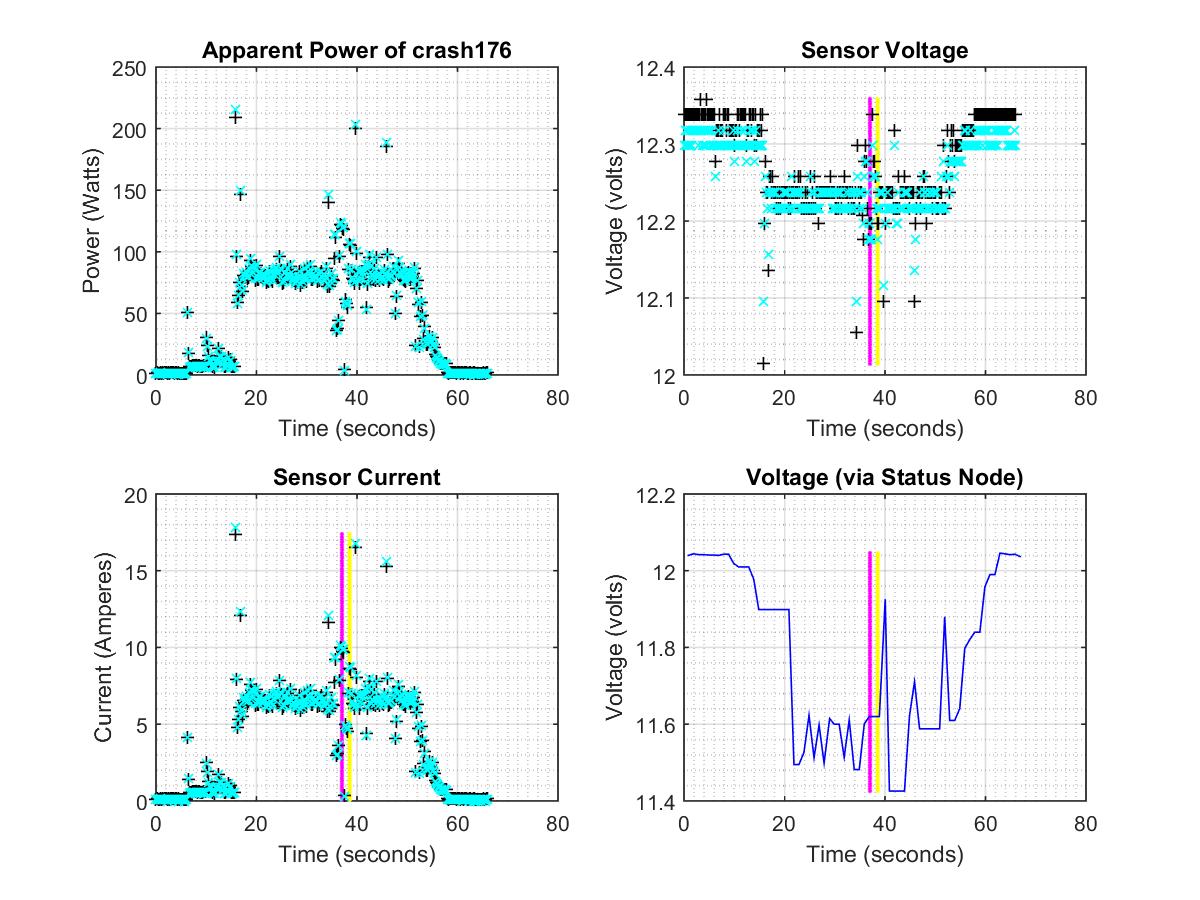 Apparent Power of crash176
250
200
150
100
50
0
Power (Watts)
0 20 40 60 80
Time (seconds)
Sensor Voltage
12.4
12.3
12.2
12.1
12
Voltage (volts)
0 20 40 60 80
Time (seconds)
Sensor Current
20
15
10
5
0
Current (Amperes)
0 20 40 60 80
Time (seconds)
Voltage (via Status Node)
12.2
12
11.8
11.6
11.4
Voltage (volts)
0 20 40 60 80
Time (seconds)